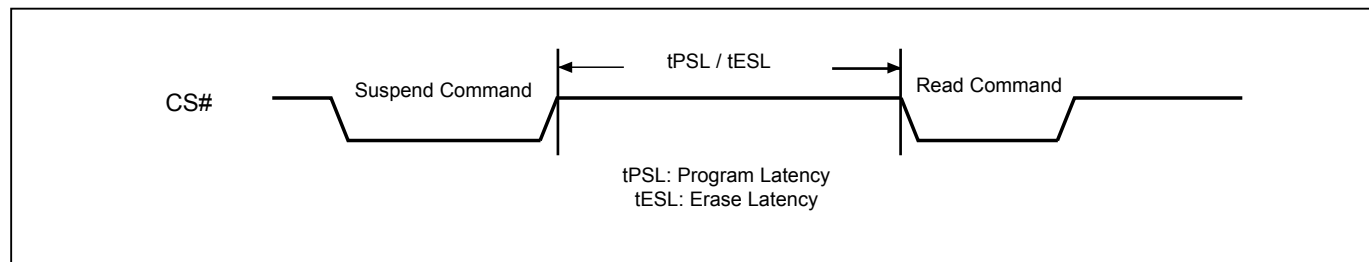 tPSL / tESL
Suspend Command
Read Command
CS#
tPSL: Program Latency
tESL: Erase Latency